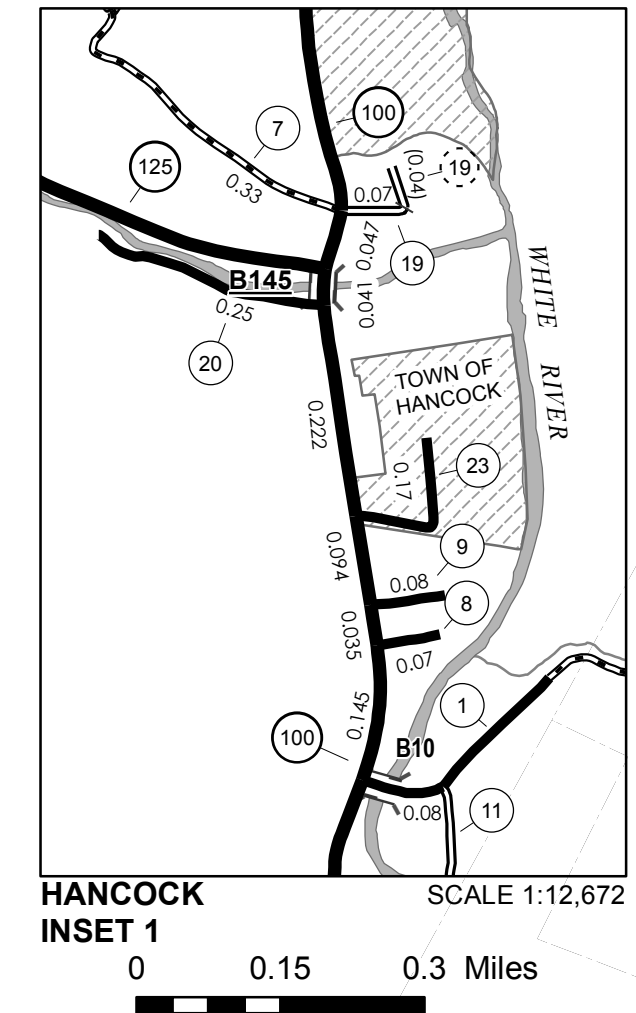 100
7
(0.04)
19
125
0.33
0.07
19
0.047
B145
0.041
0.25
20
WHITE RIVER
TOWN OF
HANCOCK
0.222
23
0.17
9
0.094
0.08
8
0.035
0.07
0.145
1
100
B10
0.08
11
HANCOCK
SCALE 1:12,672
INSET 1
0 0.15 0.3 Miles